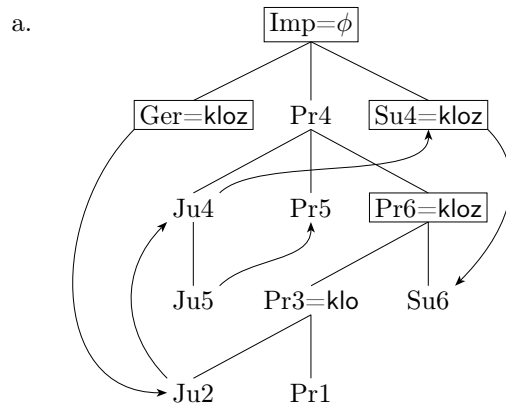 a.
Imp=ϕ
Ger=kloz Pr4 Su4=kloz
Ju4 Pr5 Pr6=kloz
Ju5 Pr3=klo Su6
Ju2 Pr1